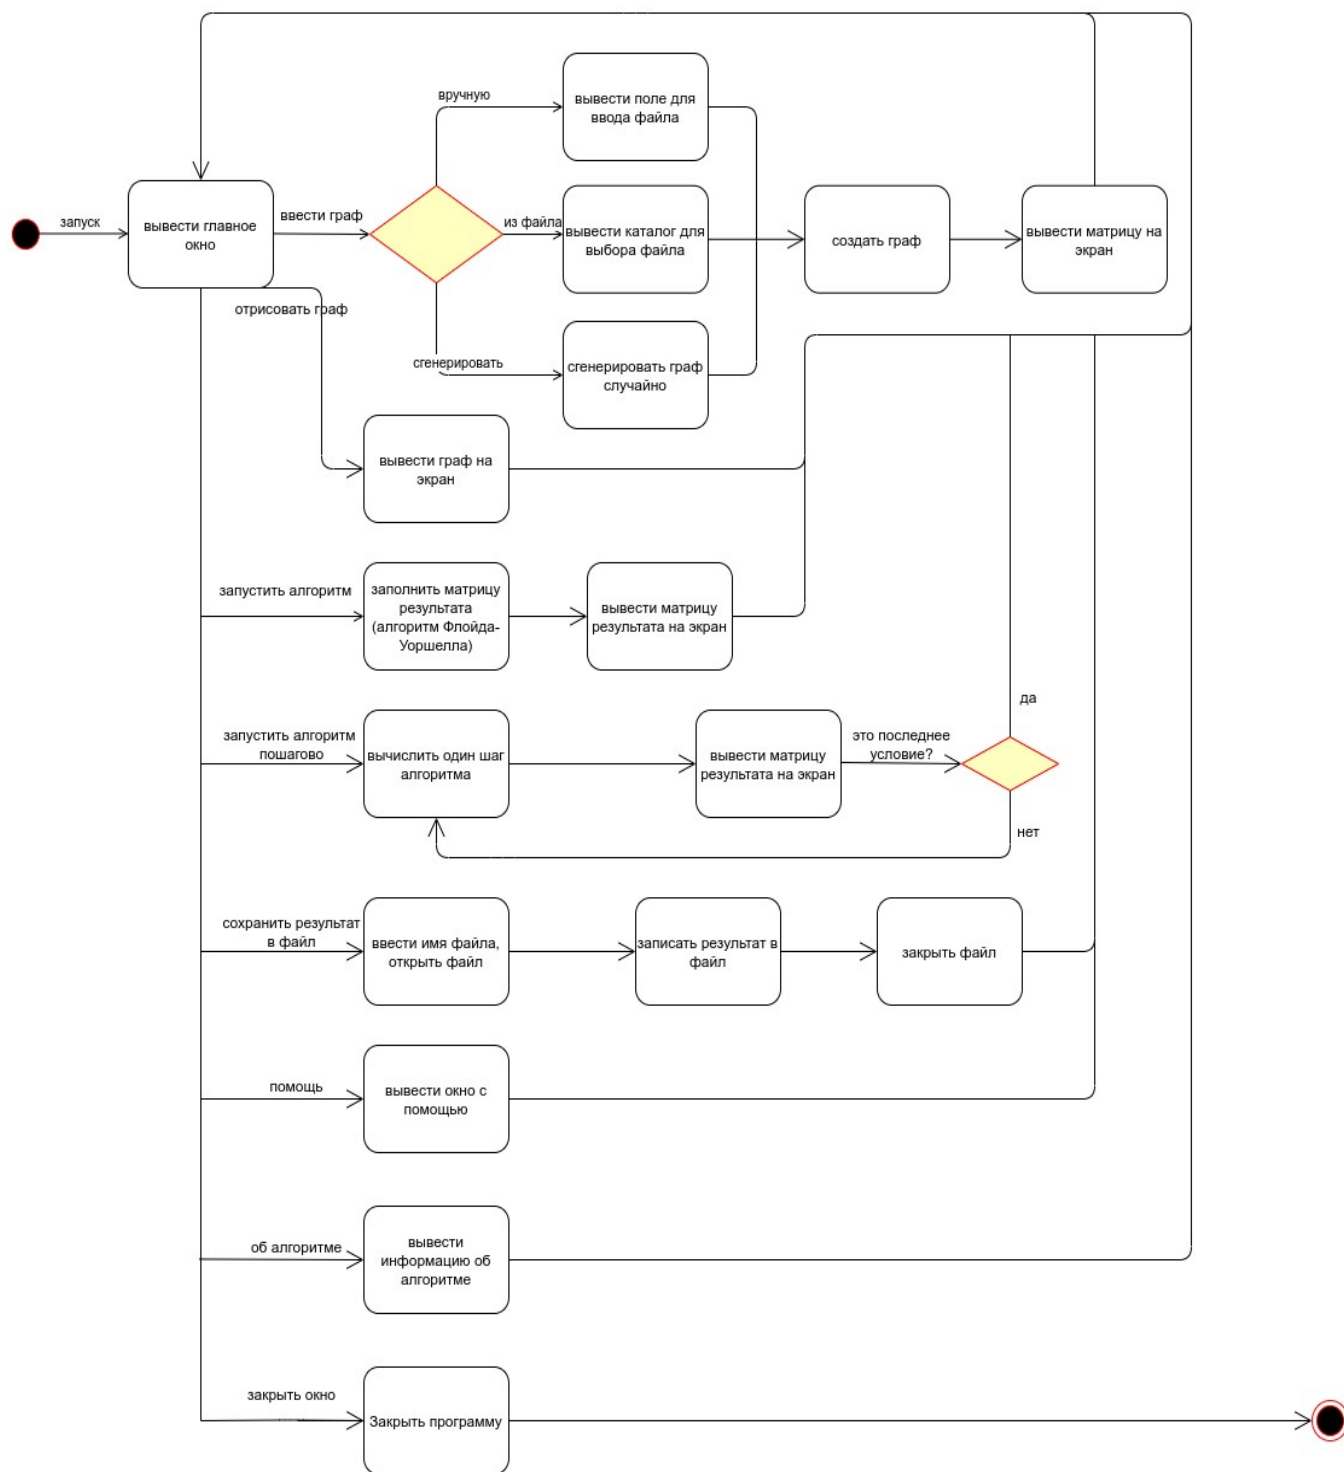 вручную
вывести поле для
ввода файла
запуск
вывести главное
окно
ввести граф
из файла
вывести каталог для
выбора файла
создать граф
вывести матрицу на
экран
отрисовать граф
сгенерировать
сгенерировать граф
случайно
вывести граф на
экран
запустить алгоритм
заполнить матрицу
результата
(алгоритм Флойда-
Уоршелла)
вывести матрицу
результата на экран
да
запустить алгоритм
пошагово
вычислить один шаг
алгоритма
вывести матрицу
результата на экран
это последнее
условие?
нет
сохранить результат
в файл
ввести имя файла,
открыть файл
записать результат в
файл
закрыть файл
помощь
вывести окно с
помощью
об алгоритме
вывести
информацию об
алгоритме
закрыть окно
Закрыть программу